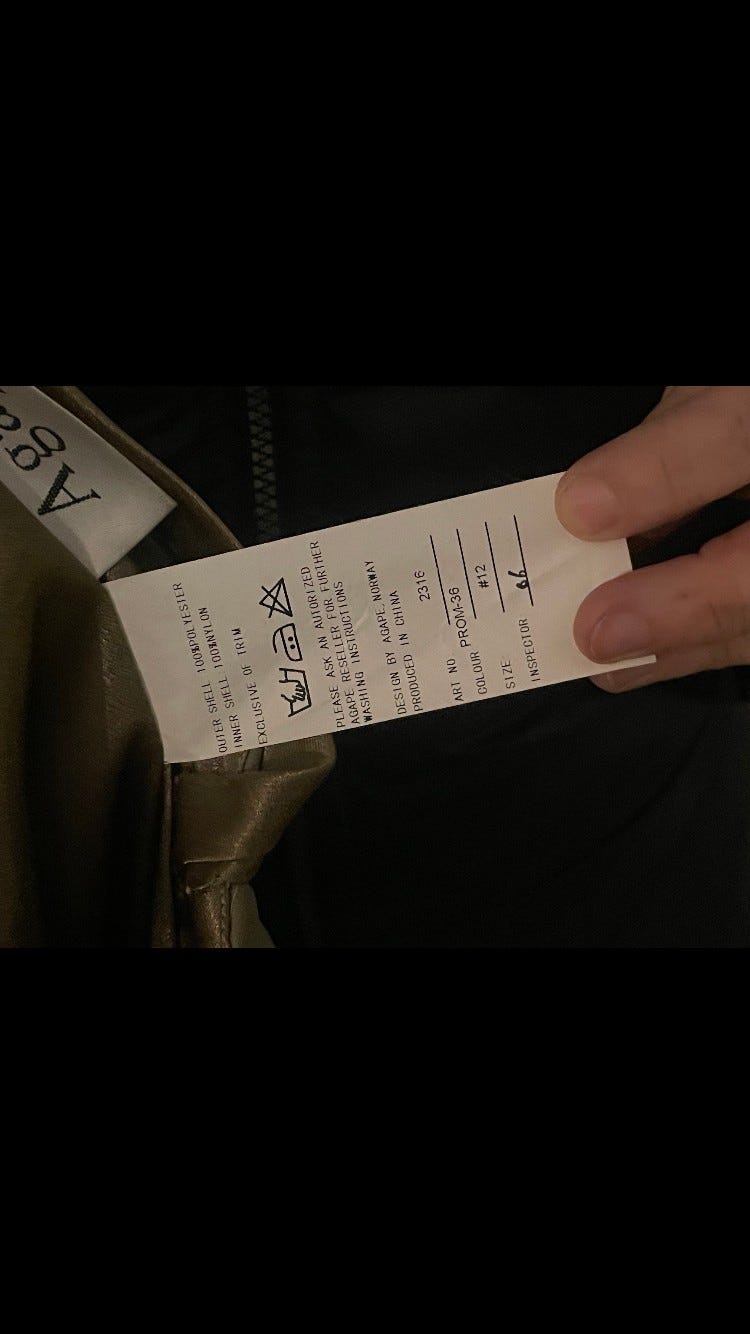 Aga
OUTER SHELL 100%POLYESTER
INNER SHELL 100%NYLON
EXCLUSIVE OF TRIM
PLEASE ASK AN AUTORIZED
AGAPE RESELLER FOR FURTHER
WASHING INSTRUCTIONS
DESIGN BY AGAPE.NORWAY
PRODUCED IN CHINA
ART NO 2316
COLOUR PROM-36
SIZE #12
INSPECTOR